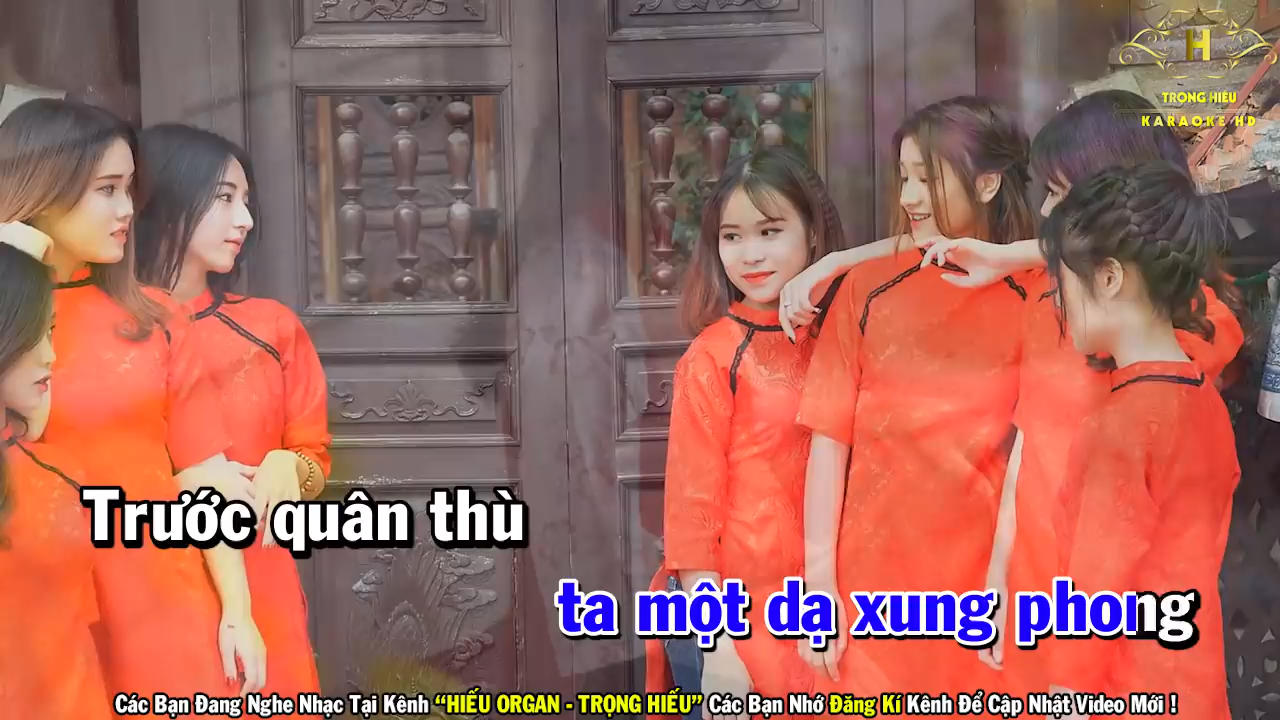 H
TRỌNG HIẾU
KARAOKE HD
Trước quân thù
ta một dạ xung phong
Các Bạn Đang Nghe Nhạc Tại Kênh “HIẾU ORGAN - TRỌNG HIẾU” Các Bạn Nhớ Đăng Kí Kênh Để Cập Nhật Video Mới !